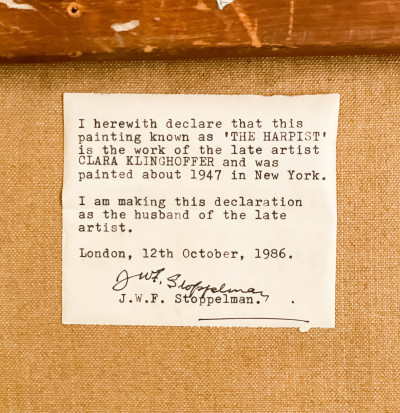 I herewith declare that this
painting known as 'THE HARPIST'
is the work of the late artist
CLARA KLINGHOFFER and was
painted about 1947 in New York.
I am making this declaration
as the husband of the late
artist.
London, 12th October, 1986.
JWF. Stoppelman
J.W.F. Stoppelman.